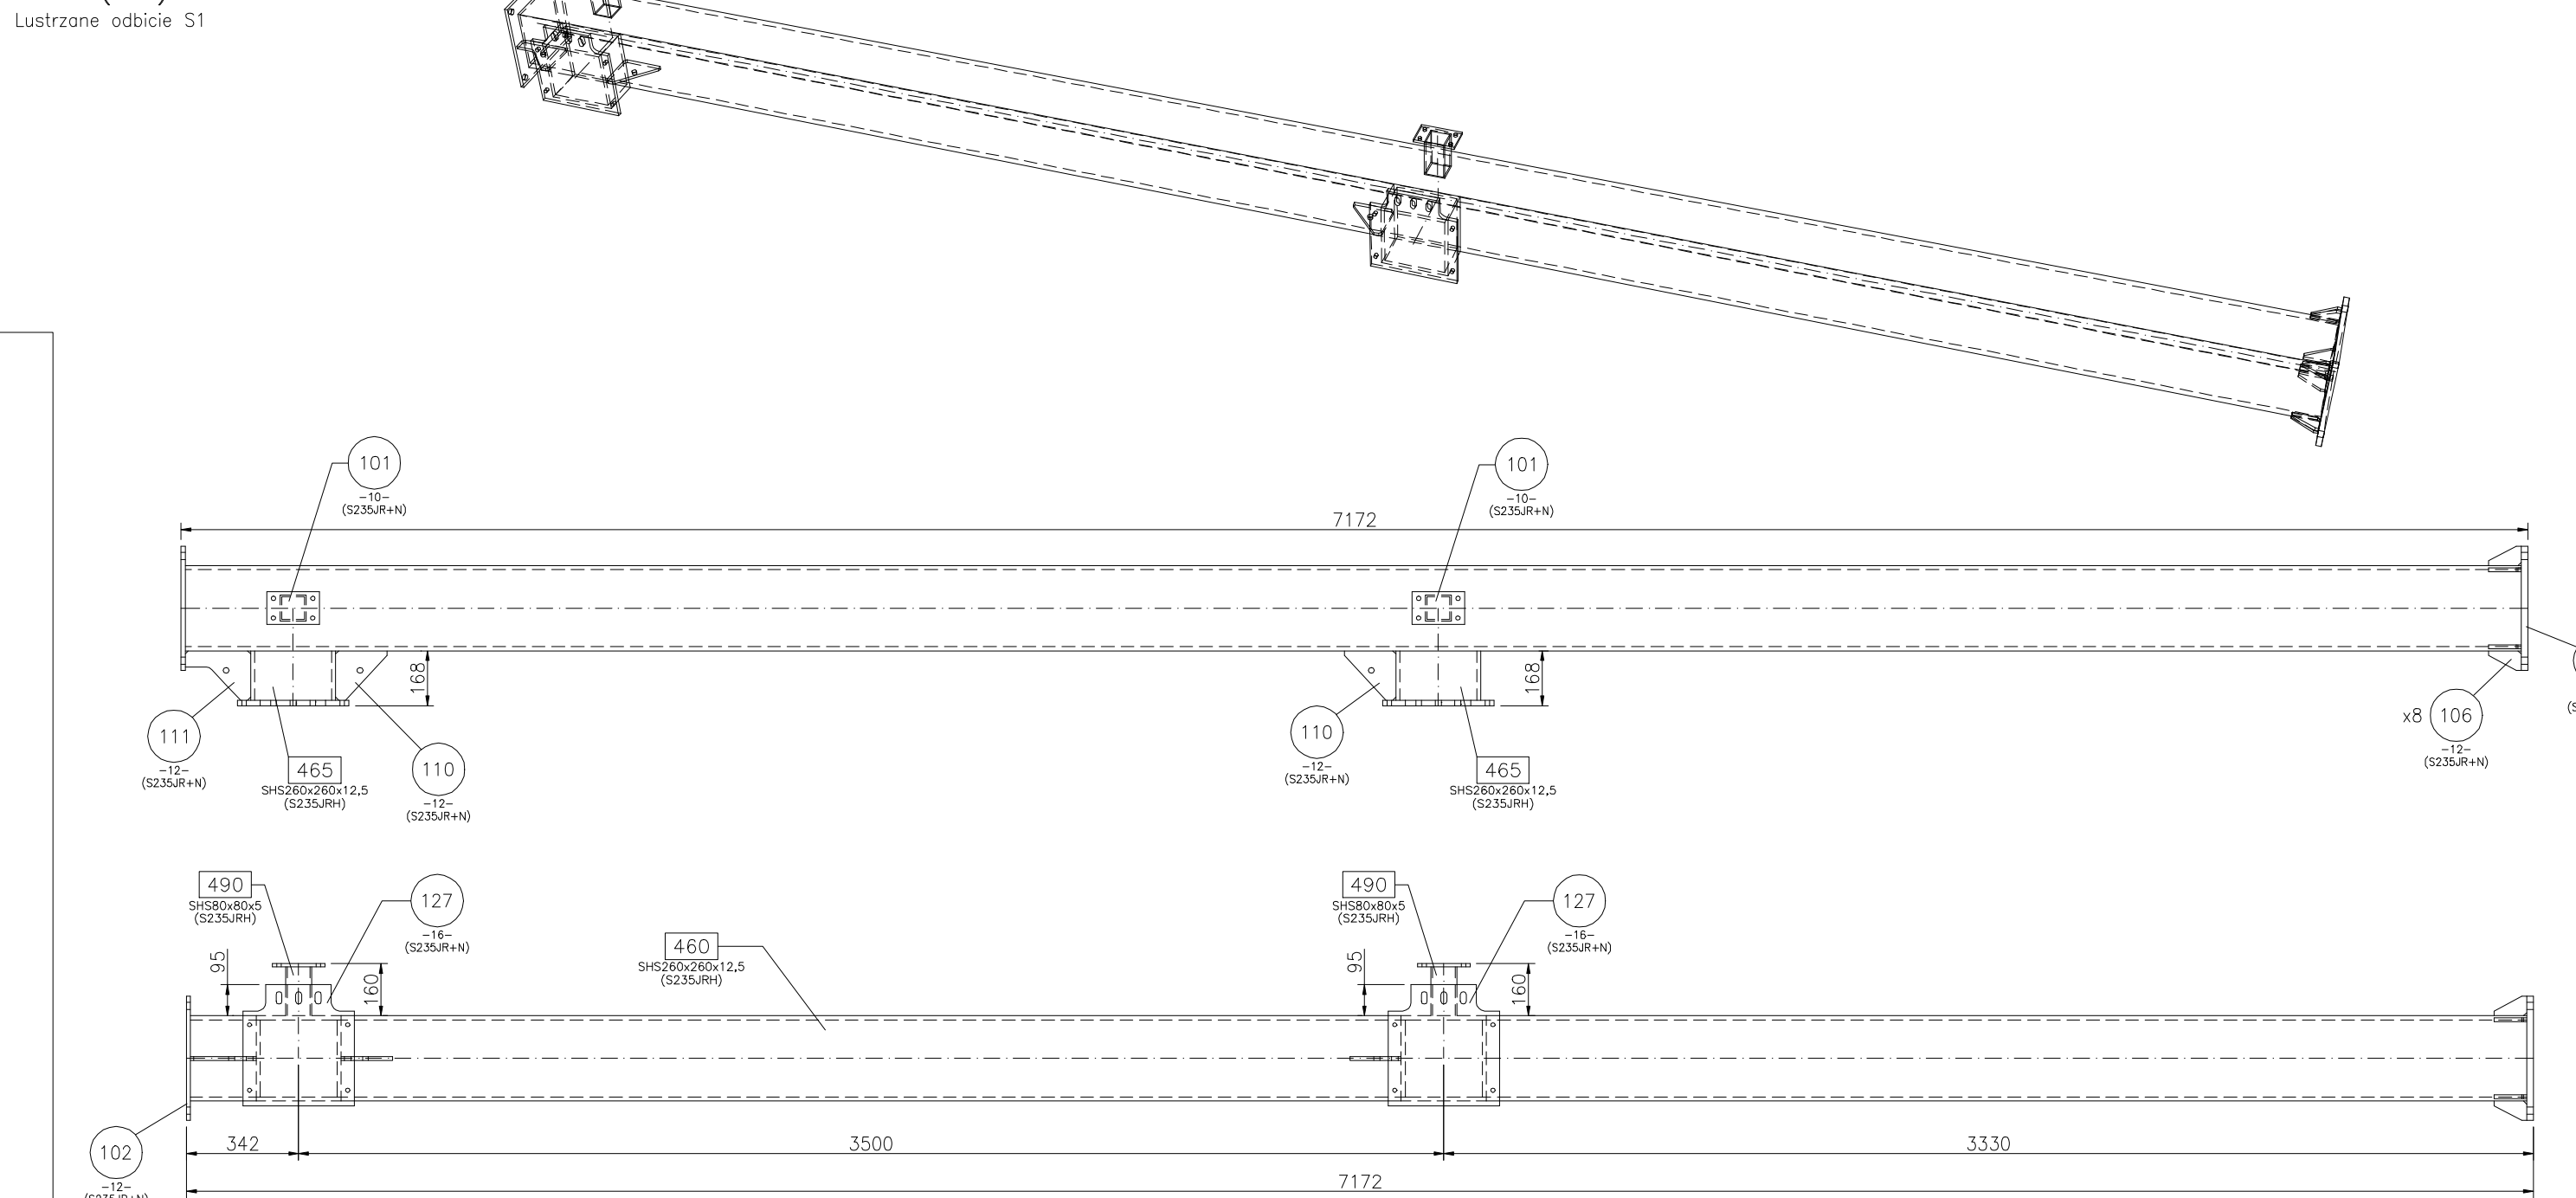 Lustrzane odbicie S1
101
-10-
(S235JR+N)
101
-10-
(S235JR+N)
7172
168
168
111
-12-
(S235JR+N)
465
SHS260x260x12,5
(S235JRH)
110
-12-
(S235JR+N)
110
-12-
(S235JR+N)
465
SHS260x260x12,5
(S235JRH)
x8 106
-12-
(S235JR+N)
490
SHS80x80x5
(S235JRH)
127
-16-
(S235JR+N)
95
160
460
SHS260x260x12,5
(S235JRH)
490
SHS80x80x5
(S235JRH)
127
-16-
(S235JR+N)
95
160
102
-12-
(S235JR+N)
342
3500
3330
7172